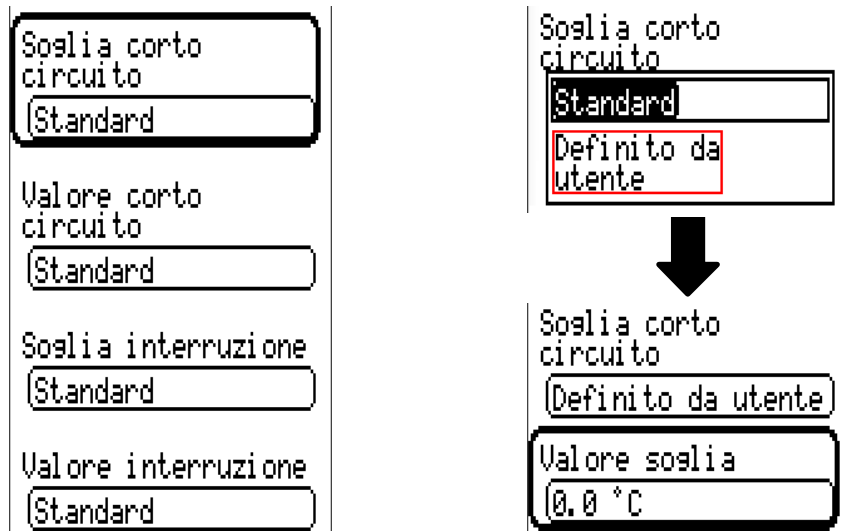 Soglia corto
circuito
Standard
Valore corto
circuito
Standard
Soglia interruzione
Standard
Valore interruzione
Standard
Soglia corto
circuito
Standard
Definito da
utente
Soglia corto
circuito
Definito da utente
Valore soglia
0.0 °C